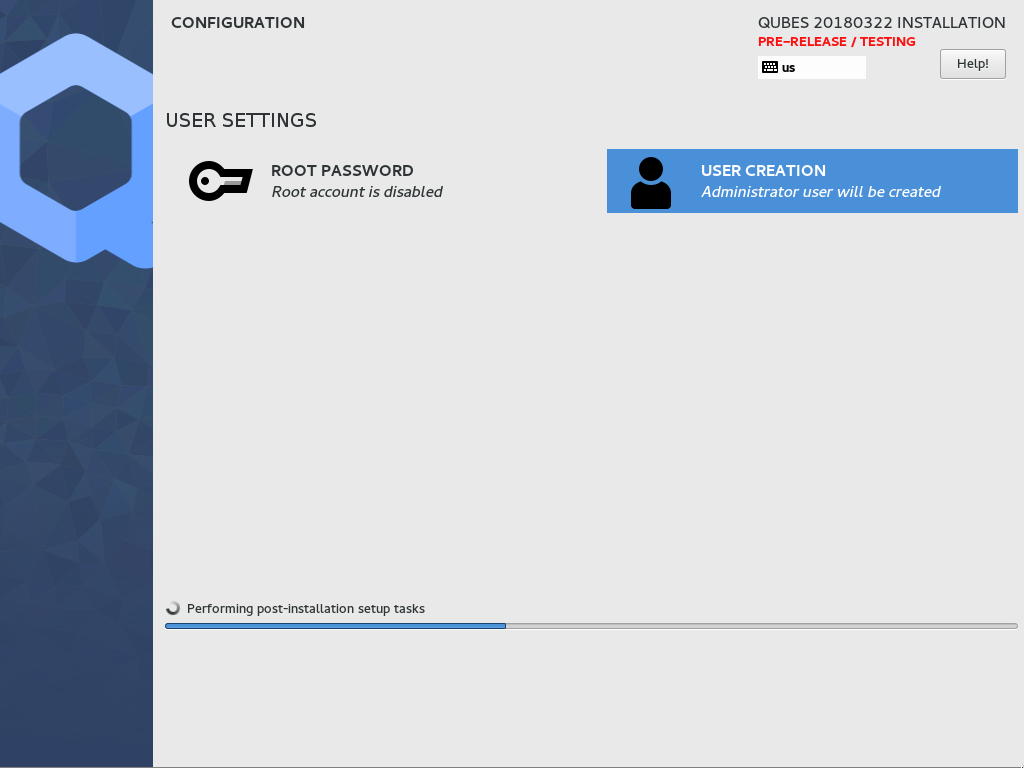 CONFIGURATION
QUBES 20180322 INSTALLATION
PRE-RELEASE / TESTING
us
Help!
USER SETTINGS
ROOT PASSWORD
Root account is disabled
USER CREATION
Administrator user will be created
Performing post-installation setup tasks